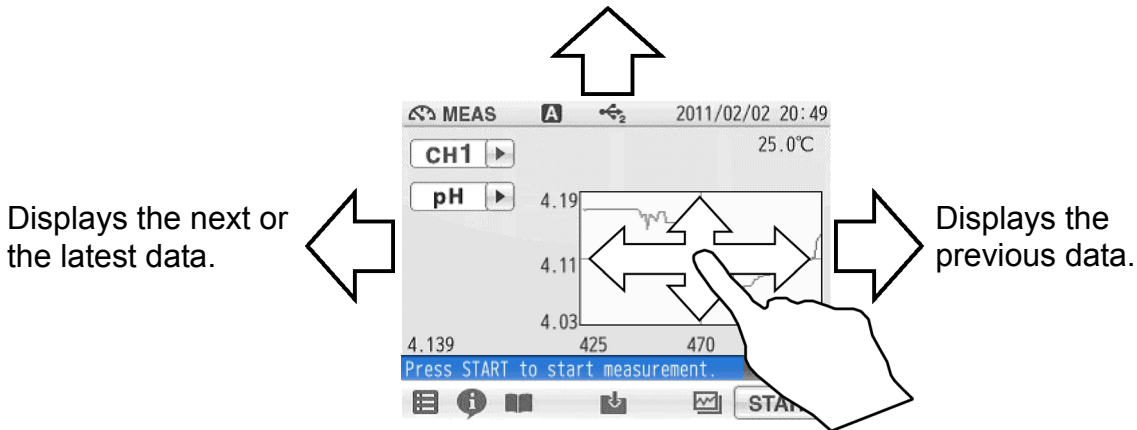 MEAS A 2 2011/02/02 20:49
25.0℃
CH1
pH
4.19
4.11
4.03
4.139 425 470
Press START to start measurement.
Displays the next or
the latest data.
Displays the
previous data.